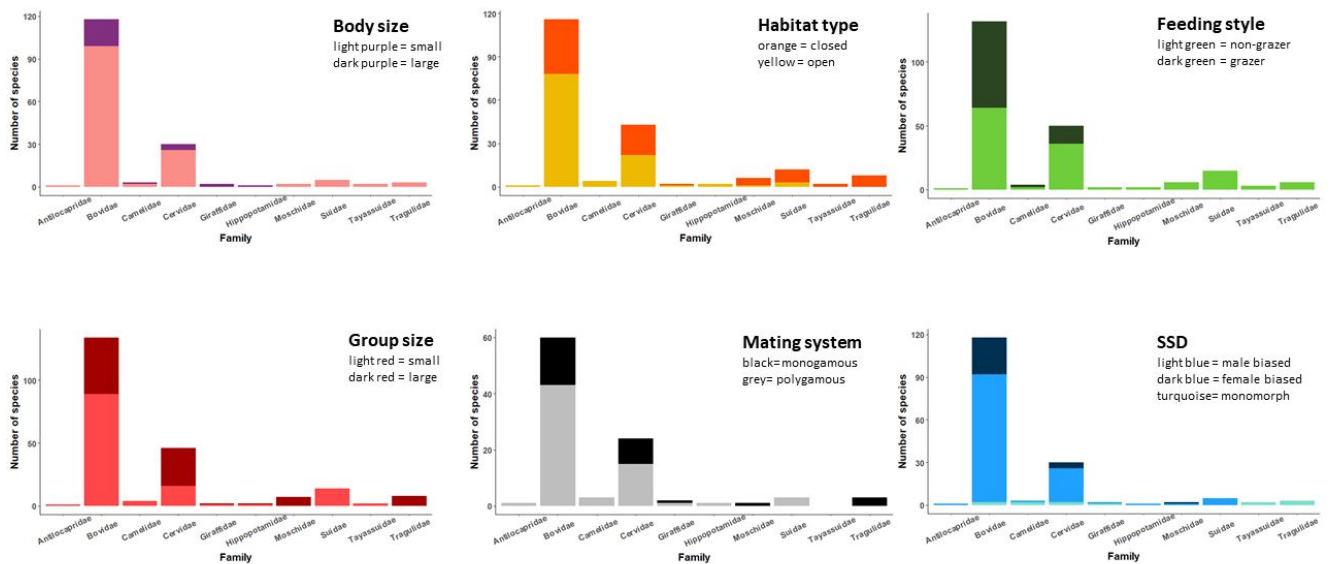 Body size
light purple = small
dark purple = large
120
90
60
30
0
Number of species
Antilocapridae
Bovidae
Camelidae
Cervidae
Giraffidae
Hippopotamidae
Moschidae
Suidae
Tayassuidae
Tragulidae
Family
Habitat type
orange = closed
yellow = open
120
90
60
30
0
Number of species
Antilocapridae
Bovidae
Camelidae
Cervidae
Giraffidae
Hippopotamidae
Moschidae
Suidae
Tayassuidae
Tragulidae
Family
Feeding style
light green = non-grazer
dark green = grazer
100
50
0
Number of species
Antilocapridae
Bovidae
Camelidae
Cervidae
Giraffidae
Hippopotamidae
Moschidae
Suidae
Tayassuidae
Tragulidae
Family
Group size
light red = small
dark red = large
100
50
0
Number of species
Antilocapridae
Bovidae
Camelidae
Cervidae
Giraffidae
Hippopotamidae
Moschidae
Suidae
Tayassuidae
Tragulidae
Family
Mating system
black= monogamous
grey= polygamous
60
40
20
0
Number of species
Antilocapridae
Bovidae
Camelidae
Cervidae
Giraffidae
Hippopotamidae
Moschidae
Suidae
Tayassuidae
Tragulidae
Family
SSD
light blue = male biased
dark blue = female biased
turquoise= monomorph
120
90
60
30
0
Number of species
Antilocapridae
Bovidae
Camelidae
Cervidae
Giraffidae
Hippopotamidae
Moschidae
Suidae
Tayassuidae
Tragulidae
Family